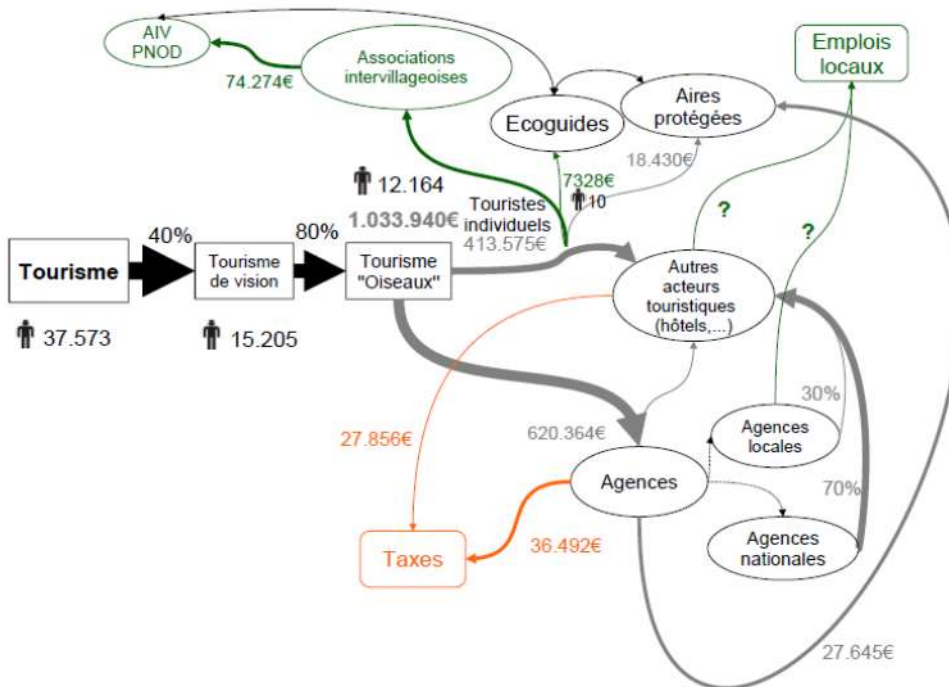 AIV
PNOD
Associations
intervillageoises
Emplois
locaux
74.274€
Ecoguides
Aires
protégées
18.430€
7328€
10
12.164
Touristes
individuels
1.033.940€
413.575€
40%
80%
Tourisme
Tourisme
de vision
Tourisme
"Oiseaux"
37.573
15.205
?
?
Autres
acteurs
touristiques
(hôtels,...)
30%
27.856€
620.364€
Agences
locales
Agences
70%
Taxes
36.492€
Agences
nationales
27.645€